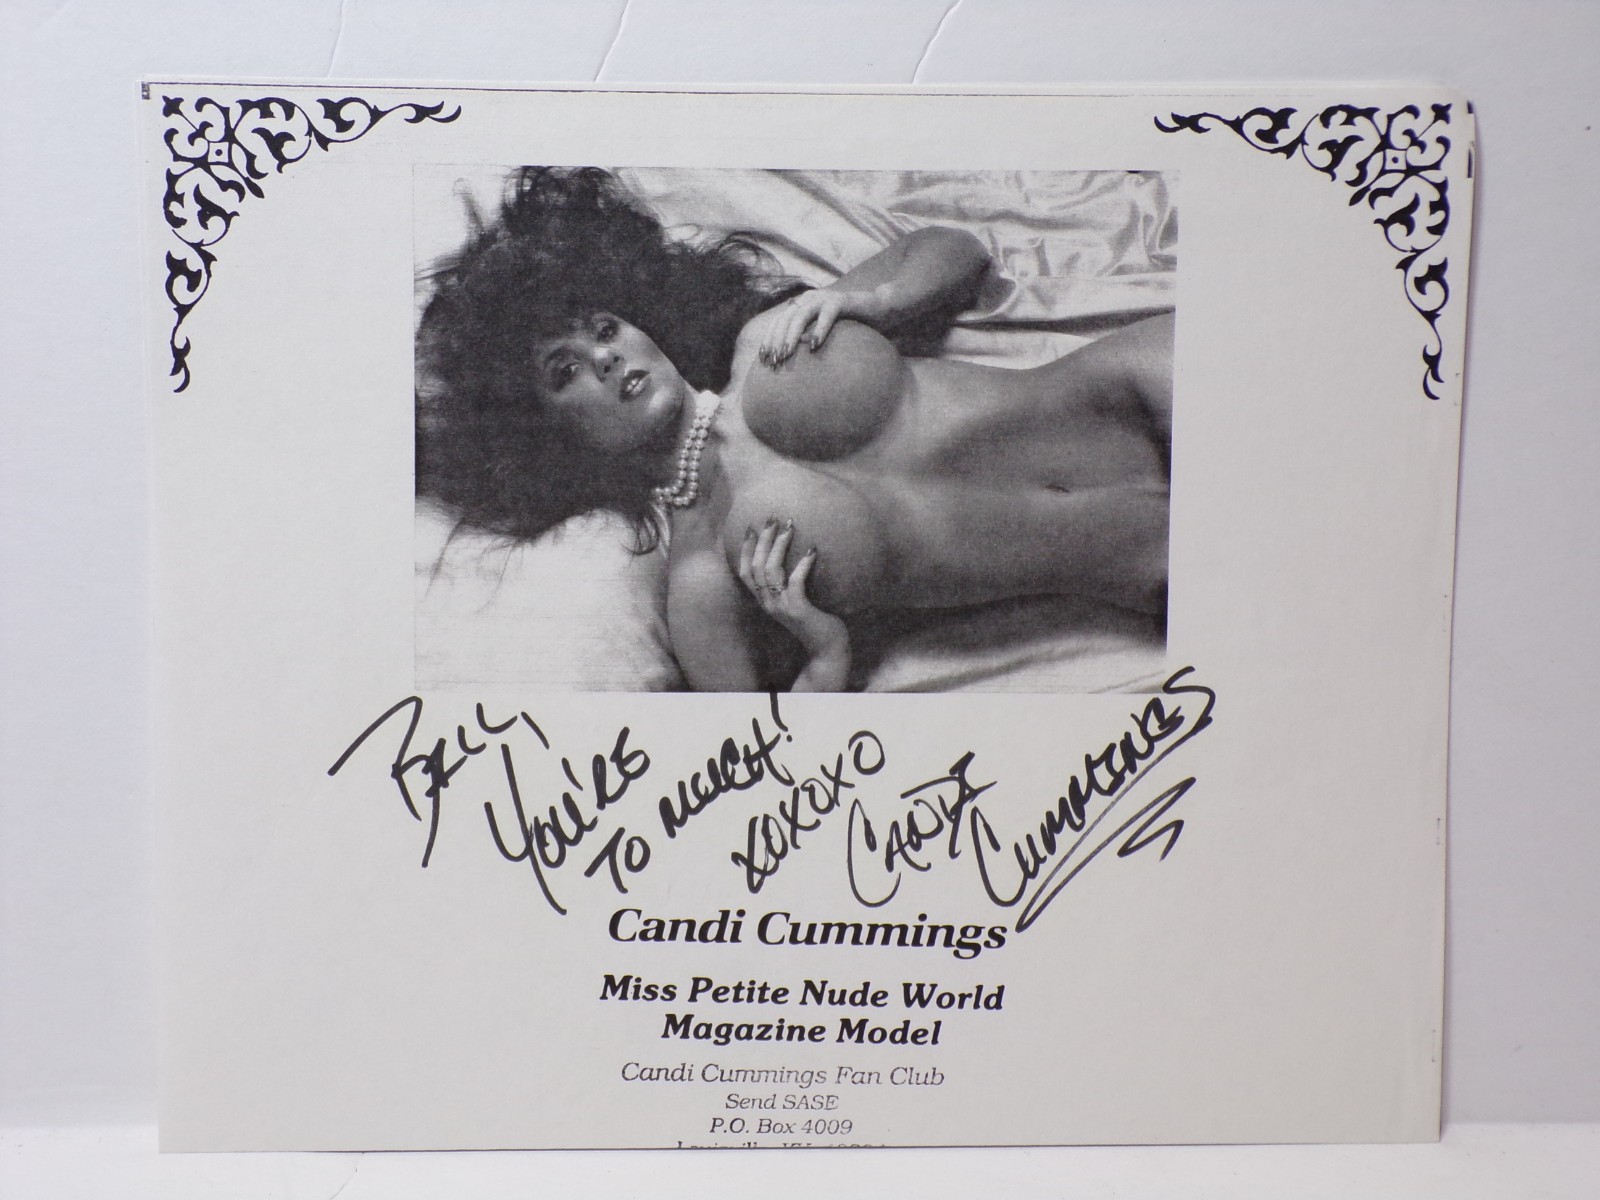 BILL,
YOU'RE
TO MUCH!
XOXOXO
CANDI
CUMMINGS
Candi Cummings
Miss Petite Nude World
Magazine Model
Candi Cummings Fan Club
Send SASE
P.O. Box 4009